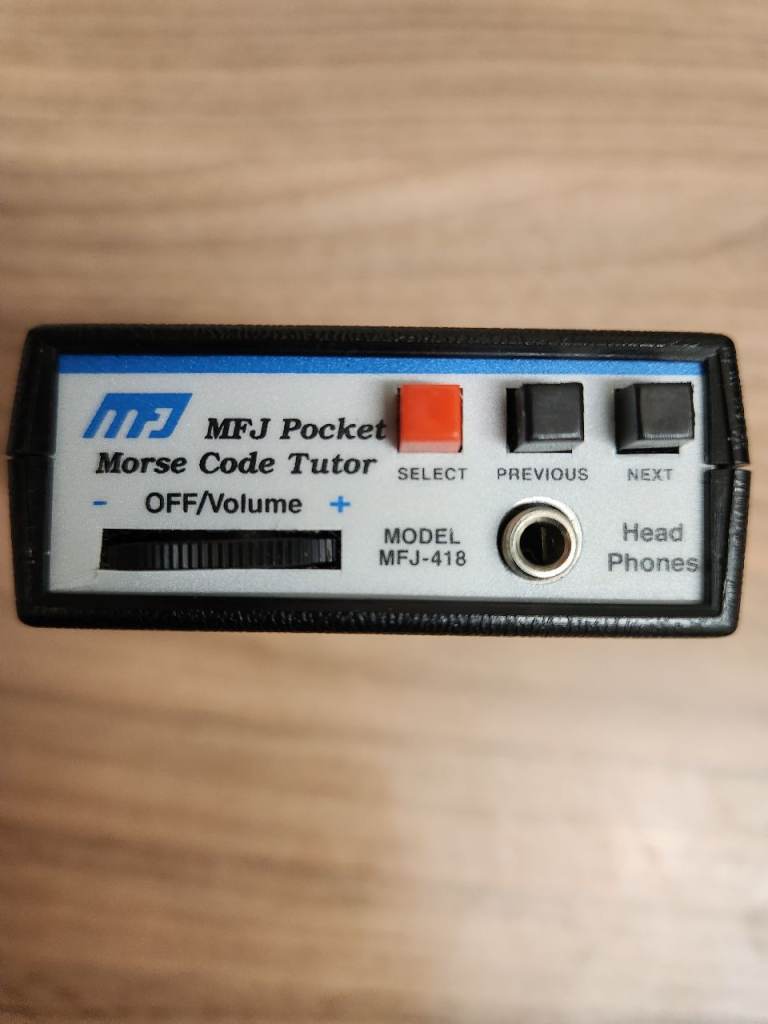 MFJ MFJ Pocket
Morse Code Tutor
- OFF/Volume +
SELECT
PREVIOUS
NEXT
MODEL
MFJ-418
Head
Phones